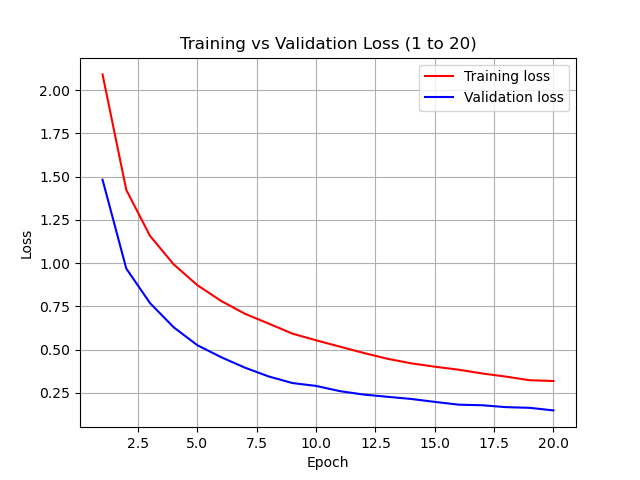 Training vs Validation Loss (1 to 20)
Training loss
Validation loss
2.00
1.75
1.50
1.25
1.00
0.75
0.50
0.25
Loss
2.5 5.0 7.5 10.0 12.5 15.0 17.5 20.0
Epoch